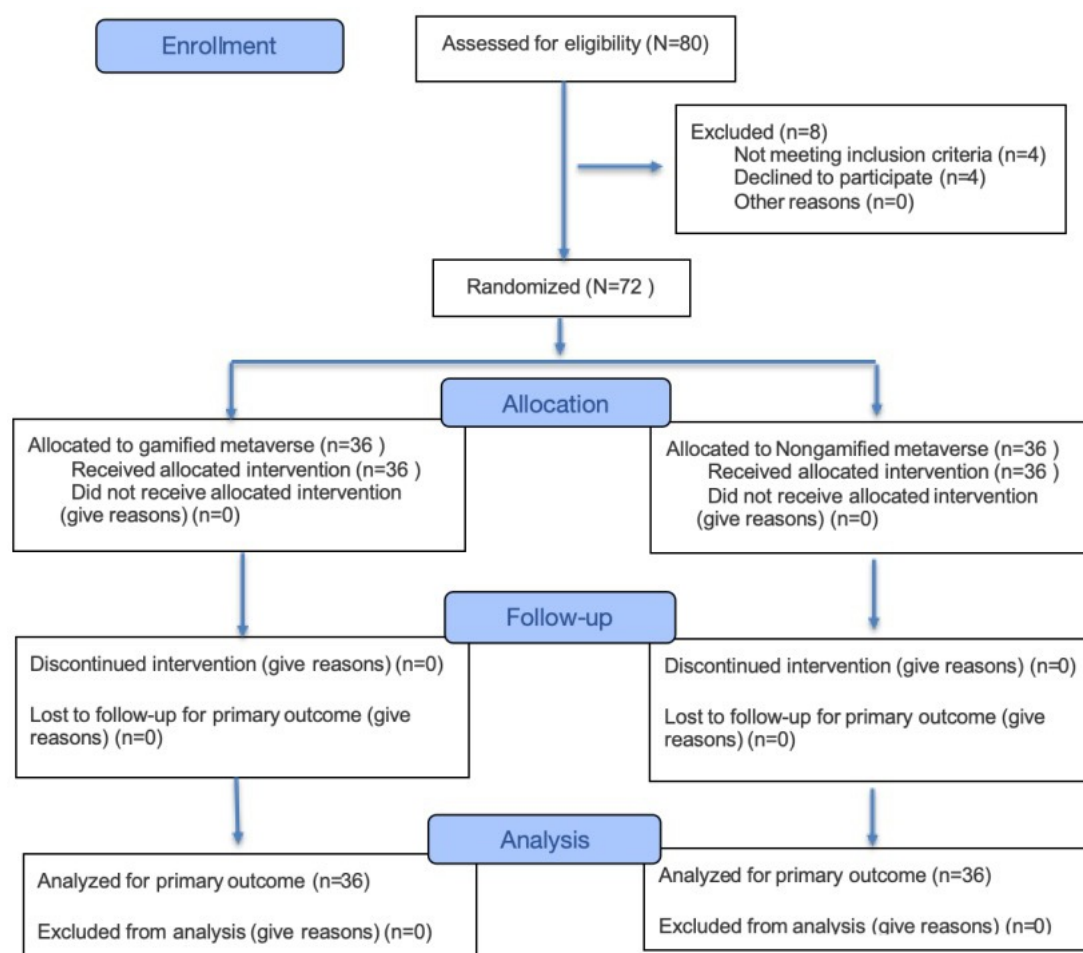 Enrollment
Assessed for eligibility (N=80)
Excluded (n=8)
Not meeting inclusion criteria (n=4)
Declined to participate (n=4)
Other reasons (n=0)
Randomized (N=72 )
Allocation
Allocated to gamified metaverse (n=36 )
Received allocated intervention (n=36 )
Did not receive allocated intervention
(give reasons) (n=0)
Allocated to Nongamified metaverse (n=36 )
Received allocated intervention (n=36 )
Did not receive allocated intervention
(give reasons) (n=0)
Follow-up
Discontinued intervention (give reasons) (n=0)
Lost to follow-up for primary outcome (give
reasons) (n=0)
Discontinued intervention (give reasons) (n=0)
Lost to follow-up for primary outcome (give
reasons) (n=0)
Analysis
Analyzed for primary outcome (n=36)
Excluded from analysis (give reasons) (n=0)
Analyzed for primary outcome (n=36)
Excluded from analysis (give reasons) (n=0)